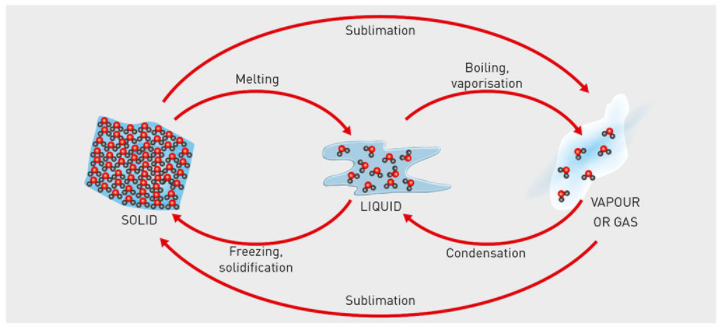 Sublimation
Melting
Boiling,
vaporisation
SOLID
LIQUID
VAPOUR
OR GAS
Freezing,
solidification
Condensation
Sublimation